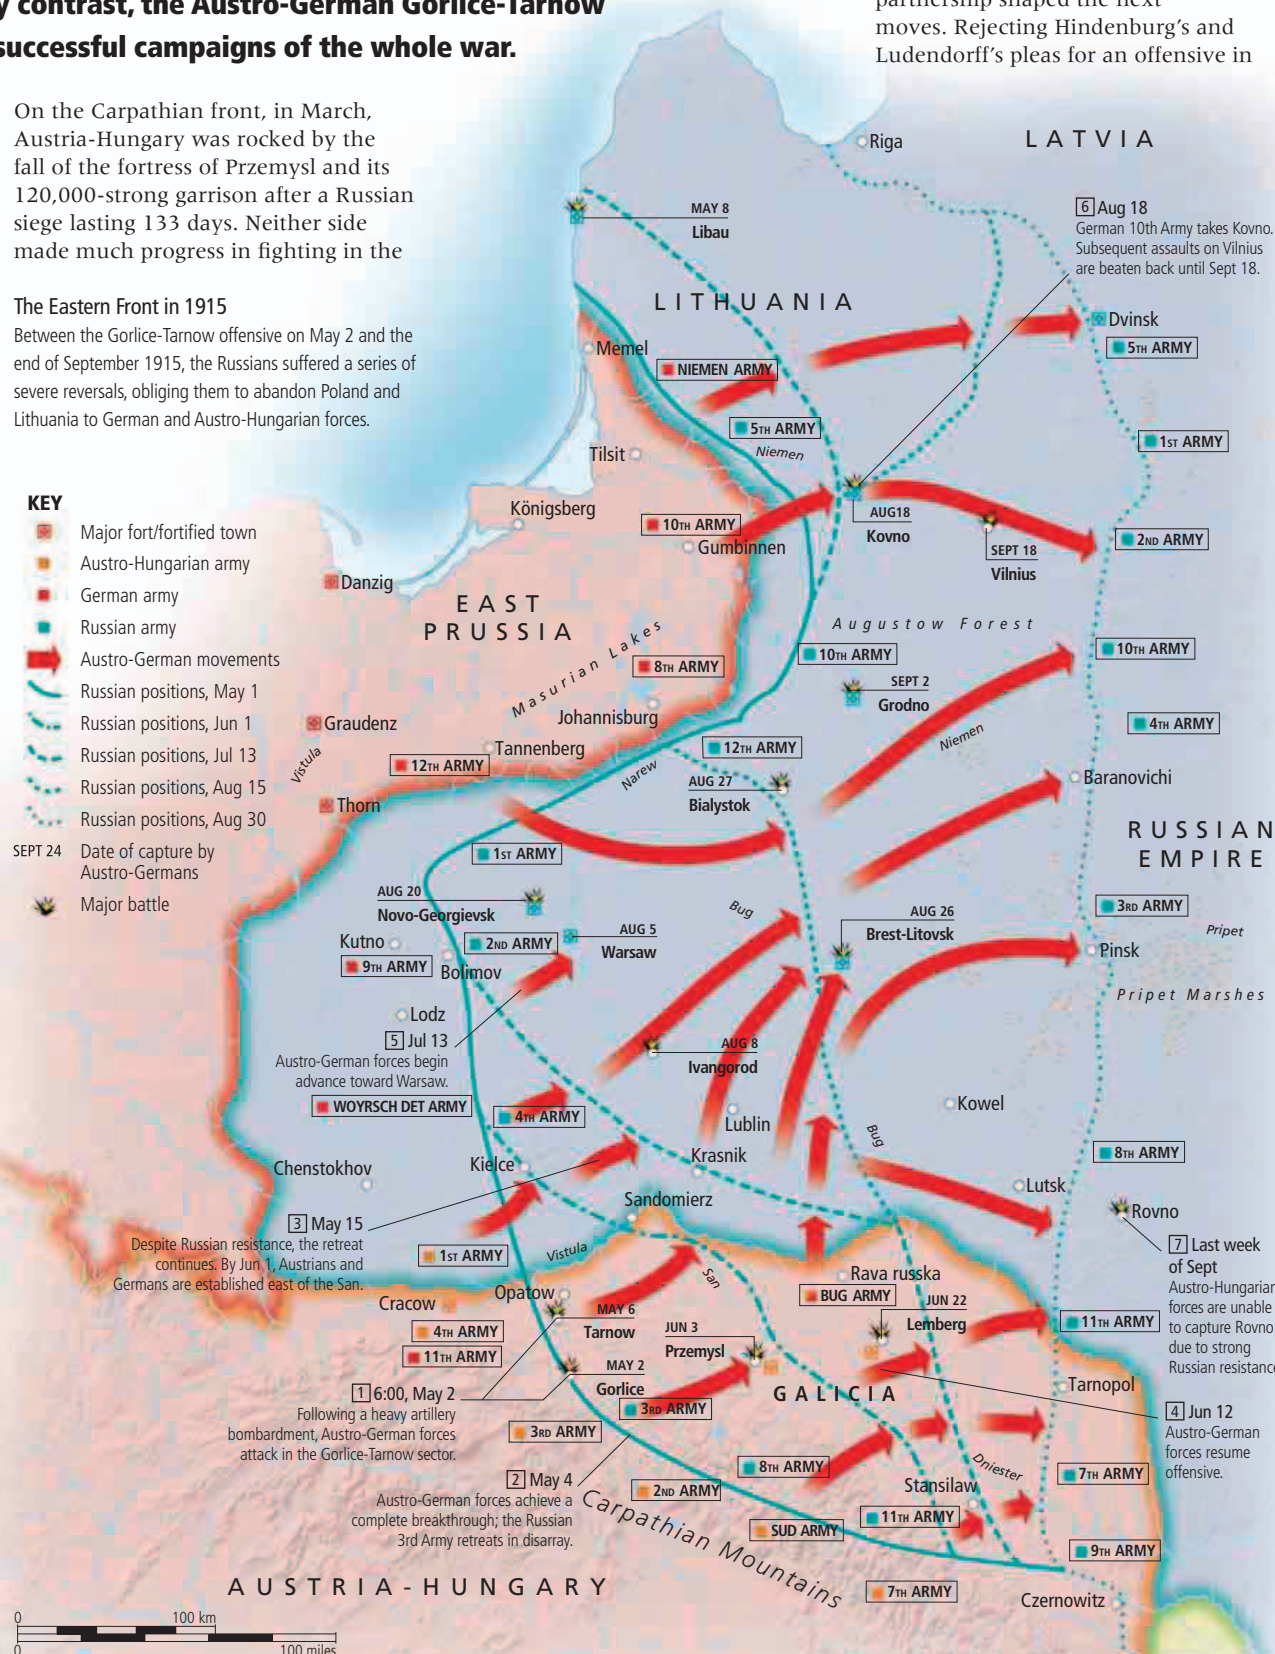 y contrast, the Austro-German Gorlice-Tarnow
successful campaigns of the whole war.
partnership shaped the next
moves. Rejecting Hindenburg's and
Ludendorff's pleas for an offensive in
On the Carpathian front, in March,
Austria-Hungary was rocked by the
fall of the fortress of Przemysl and its
120,000-strong garrison after a Russian
siege lasting 133 days. Neither side
made much progress in fighting in the
The Eastern Front in 1915
Between the Gorlice-Tarnow offensive on May 2 and the
end of September 1915, the Russians suffered a series of
severe reversals, obliging them to abandon Poland and
Lithuania to German and Austro-Hungarian forces.
KEY
Major fort/fortified town
Austro-Hungarian army
German army
Russian army
Austro-German movements
Russian positions, May 1
Russian positions, Jun 1
Russian positions, Jul 13
Russian positions, Aug 15
Russian positions, Aug 30
SEPT 24 Date of capture by
Austro-Germans
Major battle
Riga
LATVIA
6 Aug 18
German 10th Army takes Kovno.
Subsequent assaults on Vilnius
are beaten back until Sept 18.
MAY 8
Libau
LITHUANIA
Dvinsk
5TH ARMY
Memel
NIEMEN ARMY
5TH ARMY
Niemen
1ST ARMY
Tilsit
Königsberg
10TH ARMY
Gumbinnen
AUG18
Kovno
SEPT 18
Vilnius
2ND ARMY
Danzig
EAST
PRUSSIA
Augustow Forest
Masurian Lakes
8TH ARMY
10TH ARMY
10TH ARMY
SEPT 2
Grodno
Graudenz
Johannisburg
4TH ARMY
Vistula
Tannenberg
12TH ARMY
12TH ARMY
Narew
Niemen
AUG 27
Bialystok
Baranovichi
Thorn
RUSSIAN
EMPIRE
1ST ARMY
AUG 20
Novo-Georgievsk
Bug
AUG 26
Brest-Litovsk
3RD ARMY
Pripet
Kutno
2ND ARMY
AUG 5
Warsaw
Pinsk
9TH ARMY
Bolimov
Pripet Marshes
Lodz
5 Jul 13
Austro-German forces begin
advance toward Warsaw.
AUG 8
Ivangorod
WOYRSCH DET ARMY
4TH ARMY
Lublin
Kowel
Bug
8TH ARMY
Chenstokhov
Kielce
Krasnik
Lutsk
Sandomierz
Rovno
3 May 15
Despite Russian resistance, the retreat
continues. By Jun 1, Austrians and
Germans are established east of the San.
7 Last week
of Sept
Austro-Hungarian
forces are unable
to capture Rovno
due to strong
Russian resistance
1ST ARMY
Vistula
San
Rava russka
BUG ARMY
Cracow
Opatow
MAY 6
Tarnow
JUN 22
Lemberg
4TH ARMY
11TH ARMY
JUN 3
Przemysl
11TH ARMY
1 6:00, May 2
Following a heavy artillery
bombardment, Austro-German forces
attack in the Gorlice-Tarnow sector.
MAY 2
Gorlice
GALICIA
Tarnopol
3RD ARMY
3RD ARMY
4 Jun 12
Austro-German
forces resume
offensive.
2 May 4
Austro-German forces achieve a
complete breakthrough; the Russian
3rd Army retreats in disarray.
8TH ARMY
Dniester
7TH ARMY
2ND ARMY
Stansilaw
11TH ARMY
Carpathian Mountains
SUD ARMY
9TH ARMY
AUSTRIA-HUNGARY
7TH ARMY
Czernowitz
0 100 km
0 100 miles